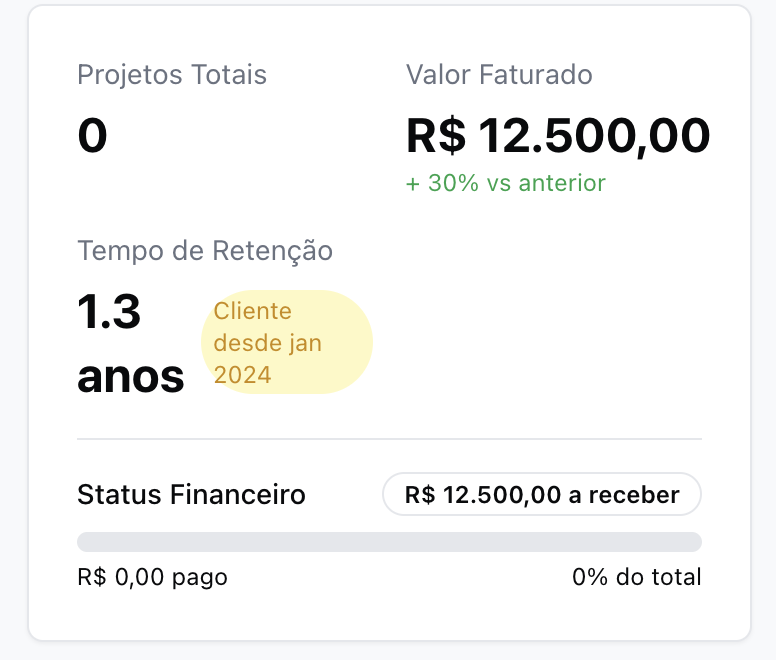 Projetos Totais
0
Valor Faturado
R$ 12.500,00
+ 30% vs anterior
Tempo de Retenção
1.3
anos
Cliente
desde jan
2024
Status Financeiro
R$ 12.500,00 a receber
R$ 0,00 pago
0% do total